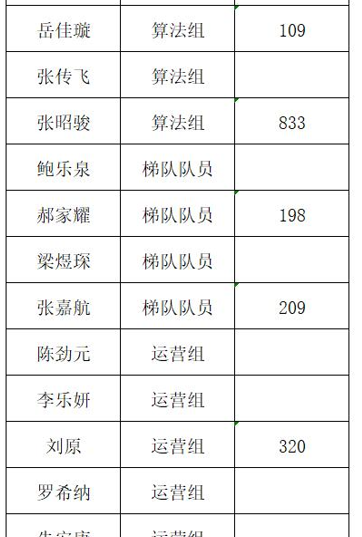 岳佳璇 算法组 109
张传飞 算法组
张昭骏 算法组 833
鲍乐泉 梯队队员
郝家耀 梯队队员 198
梁煜琛 梯队队员
张嘉航 梯队队员 209
陈劲元 运营组
李乐妍 运营组
刘原 运营组 320
罗希纳 运营组
运营组